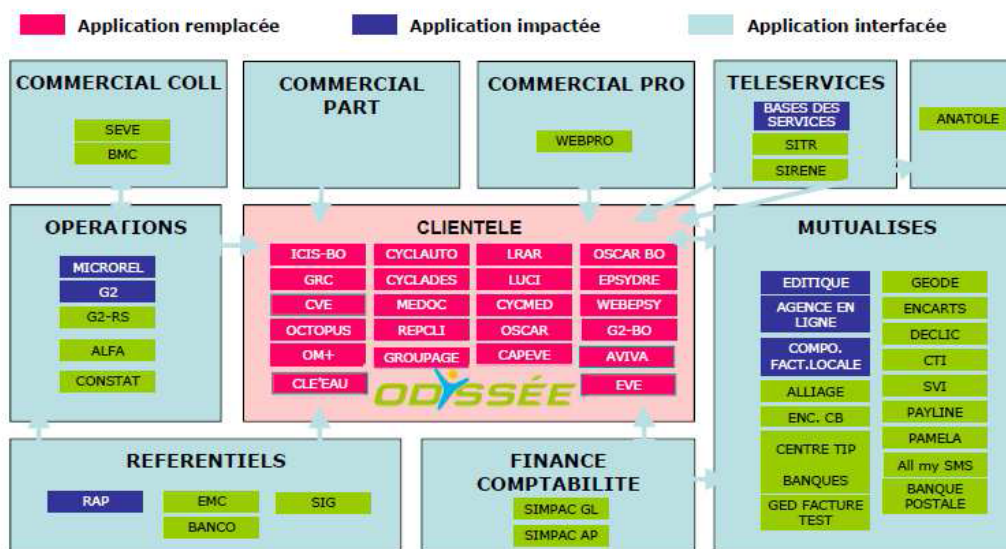 Application remplacée
Application impactée
Application interfacée
COMMERCIAL COLL
SEVE
BMC
COMMERCIAL
PART
COMMERCIAL PRO
WEBPRO
TELESERVICES
BASES DES
SERVICES
SITR
SIRENE
ANATOLE
OPERATIONS
MICROREL
G2
G2-RS
ALFA
CONSTAT
CLIENTELE
ICIS-BO
CYCLAUTO
LRAR
OSCAR BO
GRC
CYCLADES
LUCI
EPSYDRE
CVE
MEDOC
CYCMED
WEBEPSY
OCTOPUS
REPCLI
OSCAR
G2-BO
OM+
GROUPAGE
CAPEVE
AVIVA
CLE'EAU
ODYSSÉE
EVE
MUTUALISES
EDITIQUE
AGENCE EN
LIGNE
COMPO.
FACT.LOCALE
ALLIAGE
ENC. CB
CENTRE TIP
BANQUES
GED FACTURE
TEST
GEODE
ENCARTS
DECLIC
CTI
SVI
PAYLINE
PAMELA
All my SMS
BANQUE
POSTALE
REFERENTIELS
RAP
EMC
BANCO
SIG
FINANCE
COMPTABILITE
SIMPAC GL
SIMPAC AP